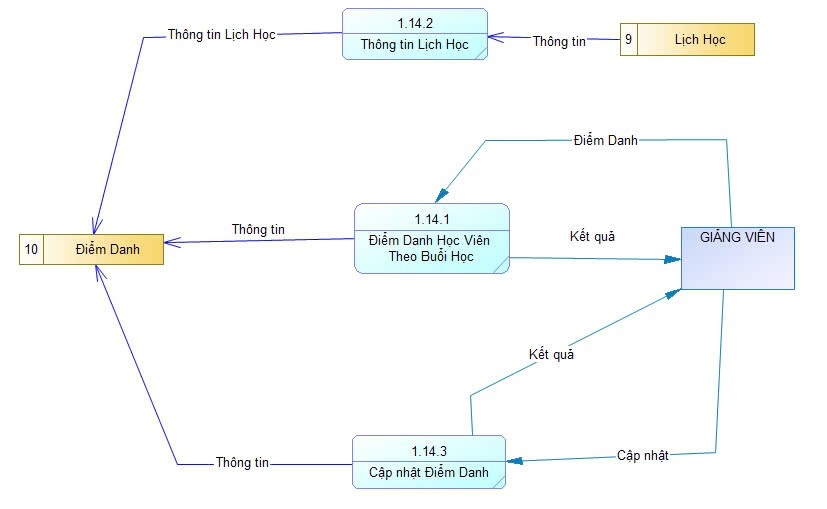 1.14.2
Thông tin Lịch Học
Thông tin Lịch Học
Thông tin
9
Lịch Học
Điểm Danh
1.14.1
Điểm Danh Học Viên
Theo Buổi Học
Thông tin
Kết quả
GIẢNG VIÊN
10
Điểm Danh
Kết quả
1.14.3
Cập nhật Điểm Danh
Thông tin
Cập nhật